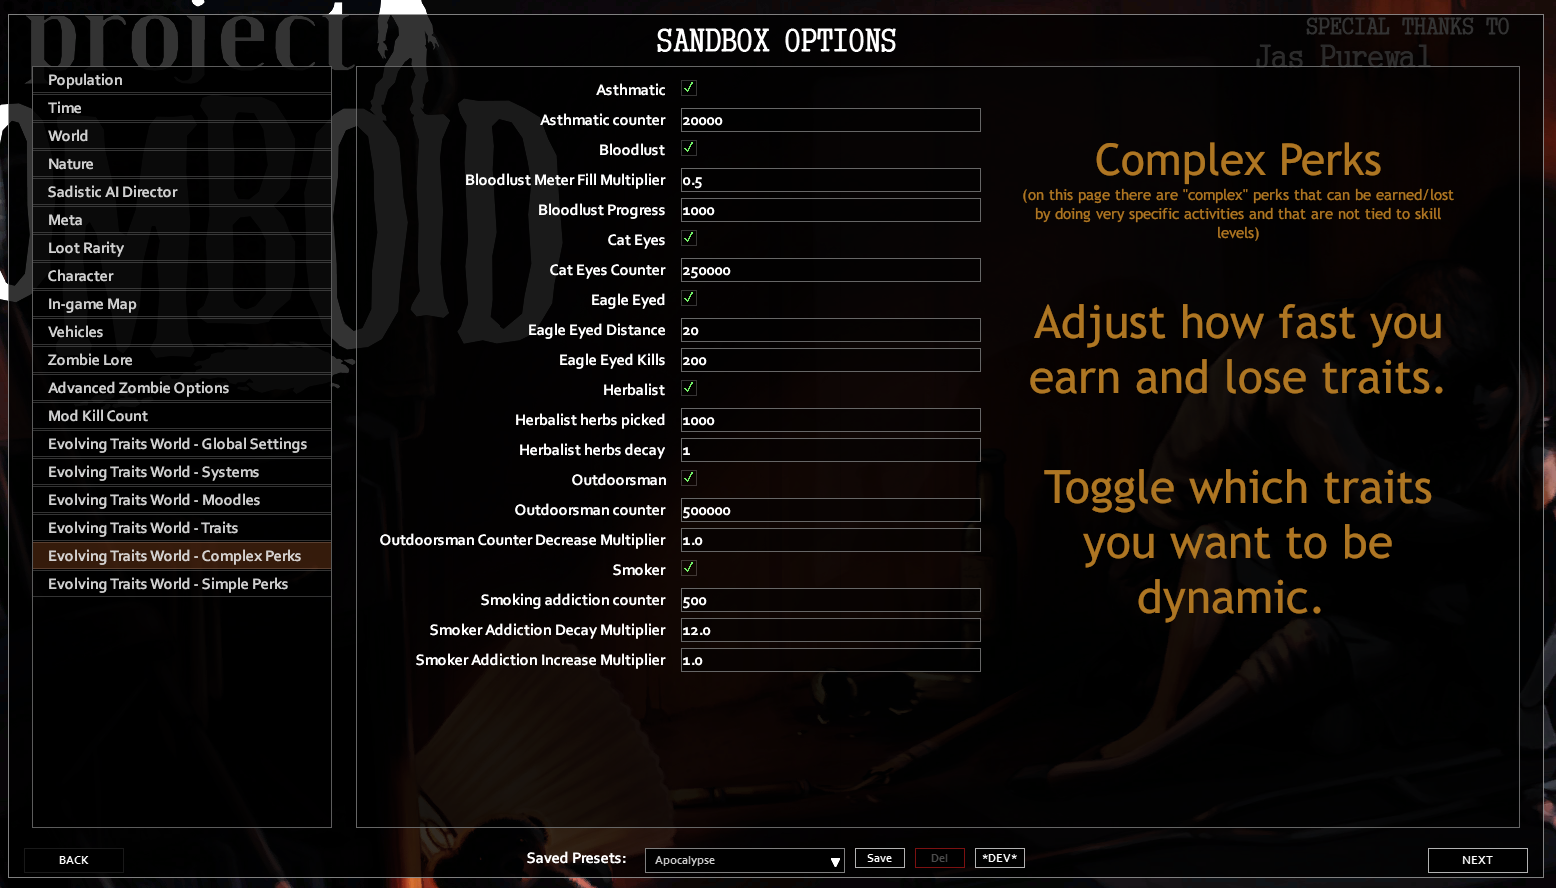 project
SPECIAL THANKS TO
SANDBOX OPTIONS
Jas Purewal
Population
Time
World
Nature
Sadistic AI Director
Meta
Loot Rarity
Character
In-game Map
Vehicles
Zombie Lore
Advanced Zombie Options
Mod Kill Count
Evolving Traits World - Global Settings
Evolving Traits World - Systems
Evolving Traits World - Moodles
Evolving Traits World - Traits
Evolving Traits World - Complex Perks
Evolving Traits World - Simple Perks
OMBOID
Asthmatic
Asthmatic counter 20000
Bloodlust
Bloodlust Meter Fill Multiplier 0.5
Bloodlust Progress 1000
Cat Eyes
Cat Eyes Counter 250000
Eagle Eyed
Eagle Eyed Distance 20
Eagle Eyed Kills 200
Herbalist
Herbalist herbs picked 1000
Herbalist herbs decay 1
Outdoorsman
Outdoorsman counter 500000
Outdoorsman Counter Decrease Multiplier 1.0
Smoker
Smoking addiction counter 500
Smoker Addiction Decay Multiplier 12.0
Smoker Addiction Increase Multiplier 1.0
Complex Perks
(on this page there are "complex" perks that can be earned/lost
by doing very specific activities and that are not tied to skill
levels)
Adjust how fast you
earn and lose traits.
Toggle which traits
you want to be
dynamic.
BACK
Saved Presets: Apocalypse Save Del *DEV*
NEXT